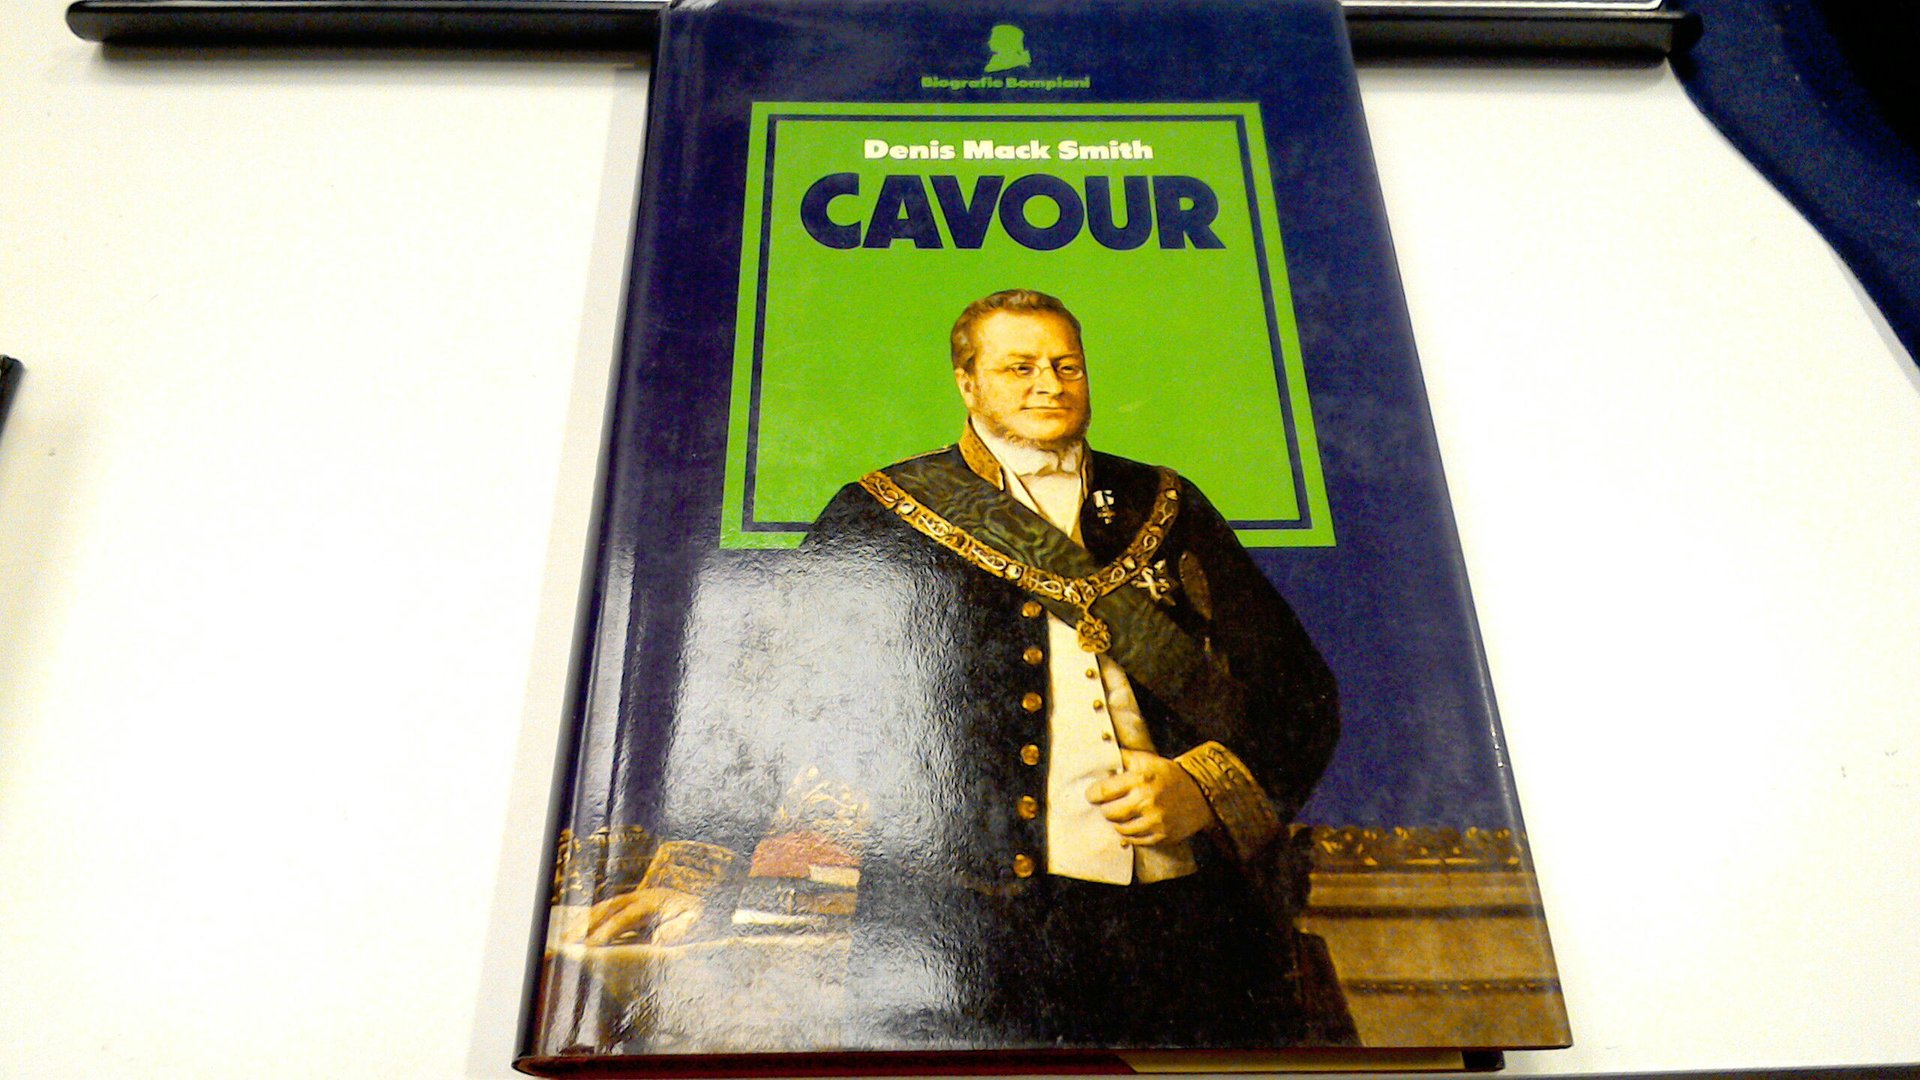 Biografie Bompiani
Denis Mack Smith
CAVOUR